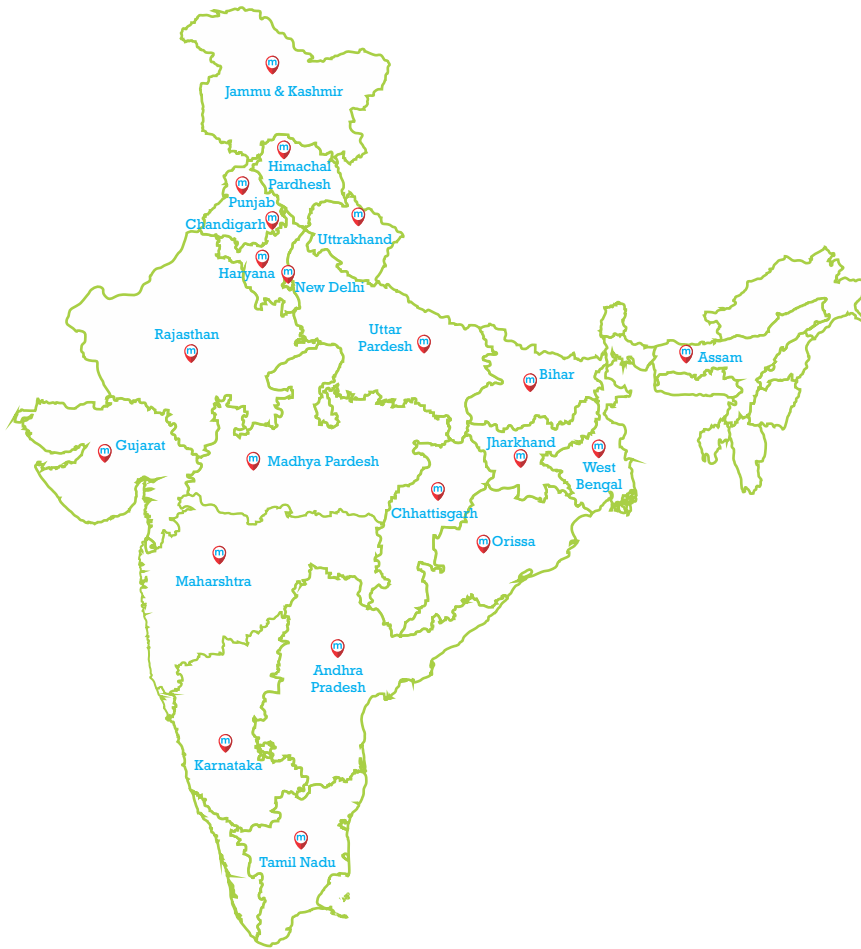 m
Jammu & Kashmir
m
Himachal
Pardhesh
m
Punjab
m
Chandigarh
m
Uttrakhand
m
Haryana
m
New Delhi
m
Rajasthan
m
Uttar
Pardesh
m
Assam
m
Bihar
m
Gujarat
m
Madhya Pardesh
m
Jharkhand
m
West
Bengal
m
Chhattisgarh
m
Orissa
m
Maharshtra
m
Andhra
Pradesh
m
Karnataka
m
Tamil Nadu